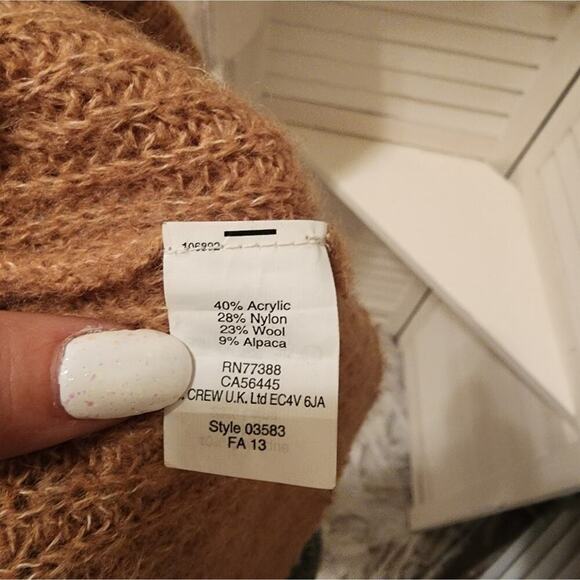 40% Acrylic
28% Nylon
23% Wool
9% Alpaca
RN77388
CA56445
CREW U.K. Ltd EC4V 6JA
Style 03583
FA 13